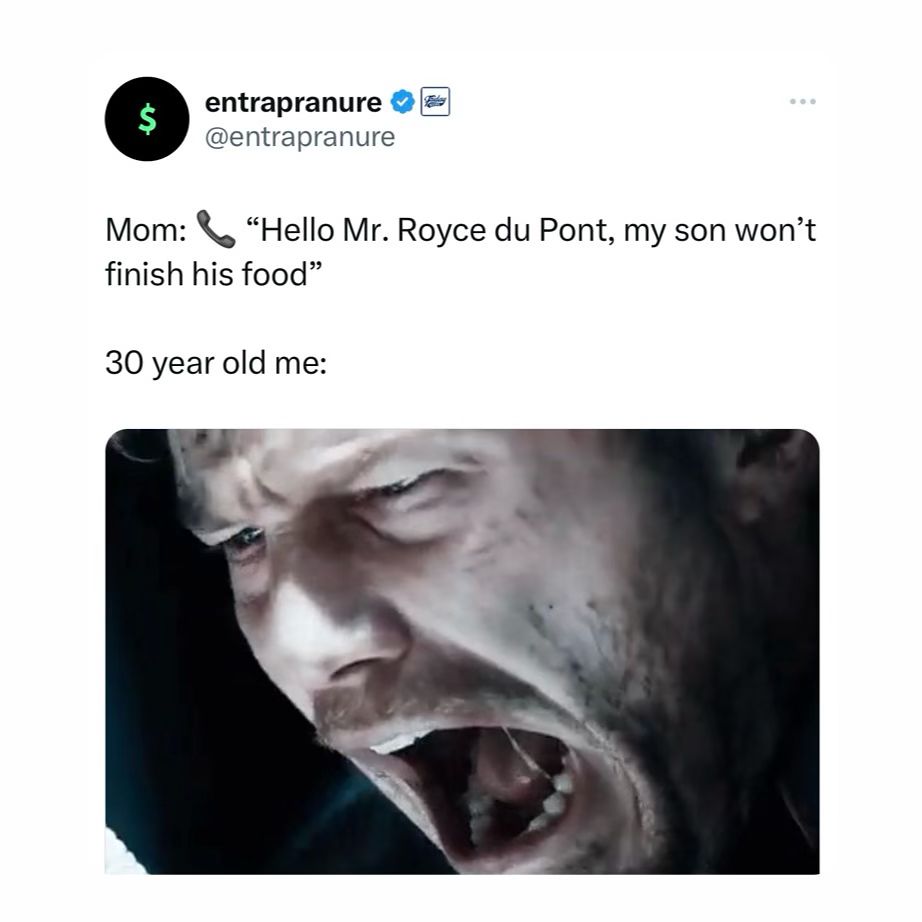 entrapranure
@entrapranure
Mom: 📞 “Hello Mr. Royce du Pont, my son won’t
finish his food”
30 year old me: